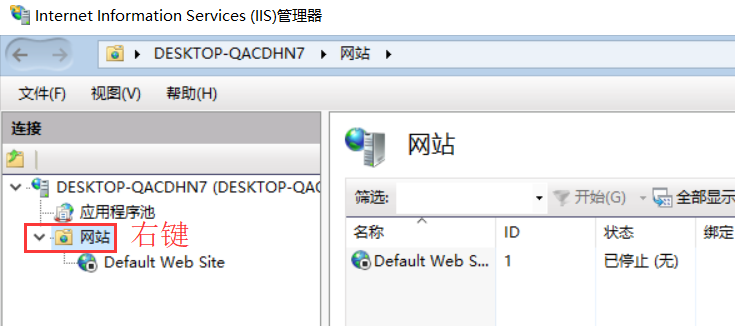 Internet Information Services (IIS)管理器
DESKTOP-QACDHN7 网站
文件(F) 视图(V) 帮助(H)
连接
DESKTOP-QACDHN7 (DESKTOP-QAC
应用程序池
网站 右键
Default Web Site
网站
筛选: 开始(G) 全部显示
名称 ID 状态 绑定
Default Web S... 1 已停止 (无)